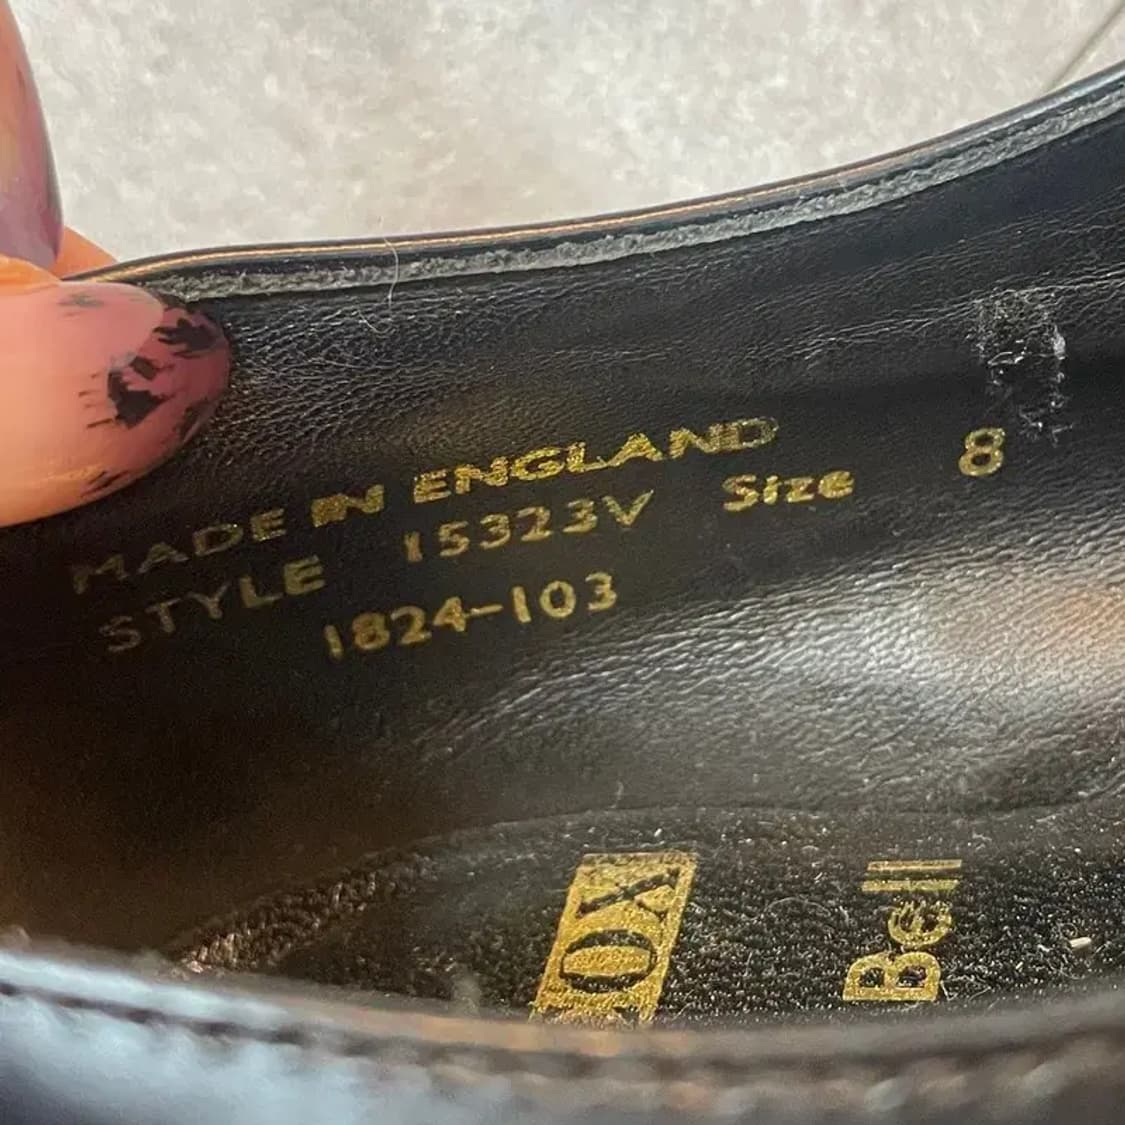 MADE IN ENGLAND
STYLE 15323V Size 8
1824-103
OX
Bell